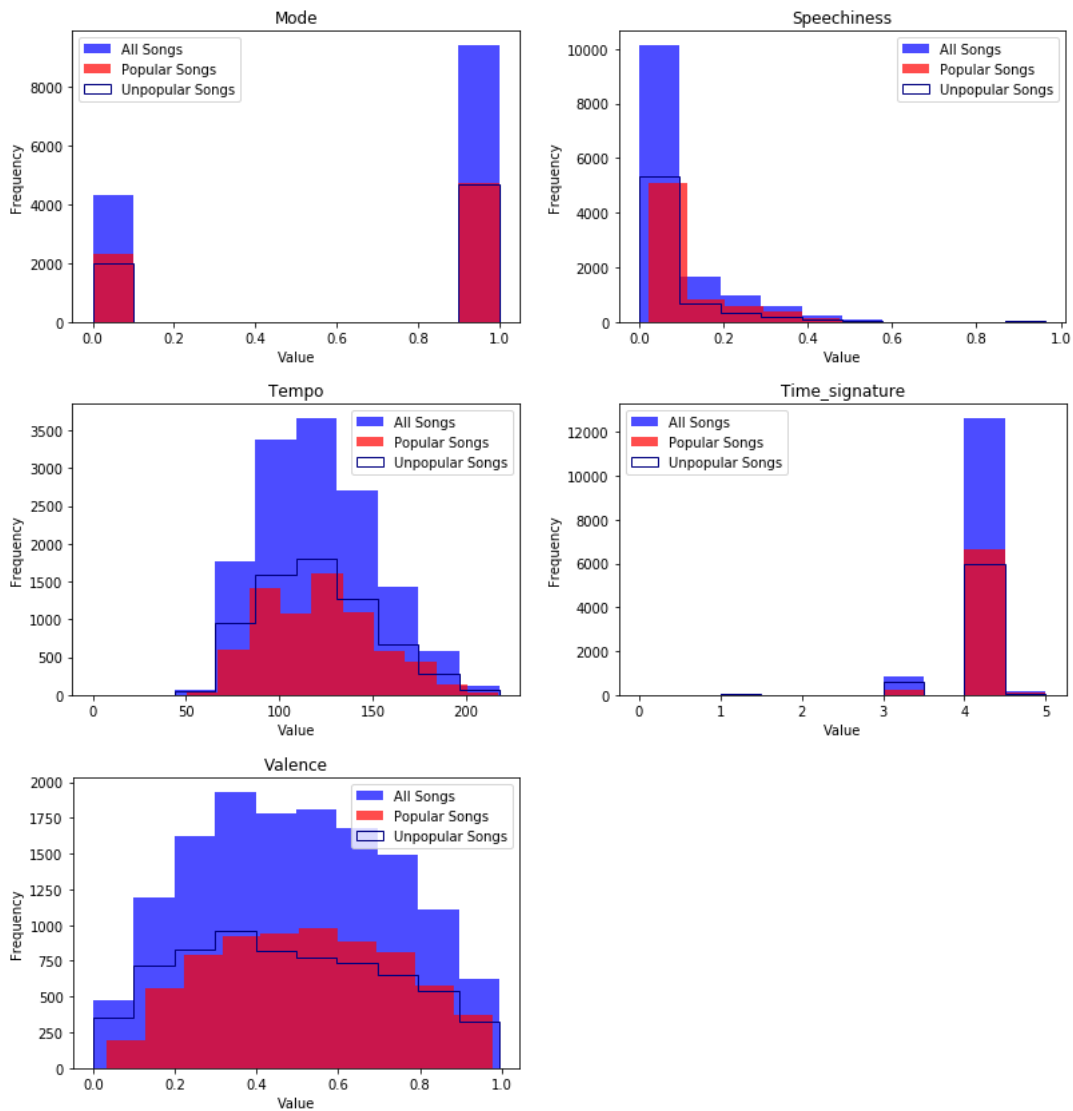 Mode
Frequency
8000
6000
4000
2000
0
All Songs
Popular Songs
Unpopular Songs
0.0 0.2 0.4 0.6 0.8 1.0
Value
Speechiness
Frequency
10000
8000
6000
4000
2000
0
All Songs
Popular Songs
Unpopular Songs
0.0 0.2 0.4 0.6 0.8 1.0
Value
Tempo
Frequency
3500
3000
2500
2000
1500
1000
500
0
All Songs
Popular Songs
Unpopular Songs
0 50 100 150 200
Value
Time_signature
Frequency
12000
10000
8000
6000
4000
2000
0
All Songs
Popular Songs
Unpopular Songs
0 1 2 3 4 5
Value
Valence
Frequency
2000
1750
1500
1250
1000
750
500
250
0
All Songs
Popular Songs
Unpopular Songs
0.0 0.2 0.4 0.6 0.8 1.0
Value